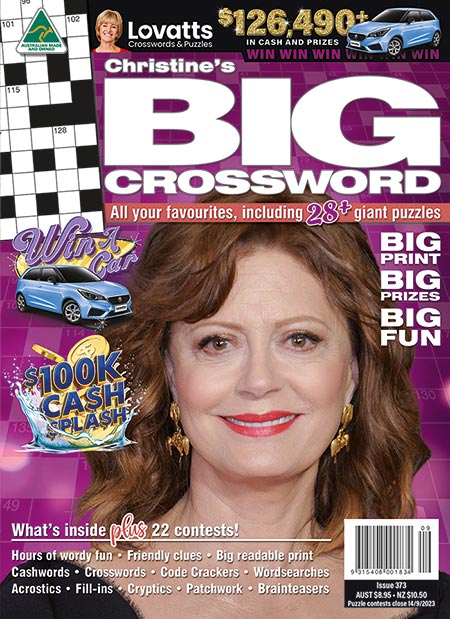 96
101
102
115
128
AUSTRALIAN MADE
AND OWNED
Lovatts
Crosswords & Puzzles
$126,490+
IN CASH AND PRIZES
WIN WIN WIN WIN WIN WIN
Christine's
BIG
CROSSWORD
All your favourites, including 28+ giant puzzles
Win A
Car
BIG
PRINT
BIG
PRIZES
BIG
FUN
$100K
CASH
SPLASH
114
130
49
What's inside plus 22 contests!
Hours of wordy fun • Friendly clues • Big readable print
Cashwords • Crosswords • Code Crackers • Wordsearches
Acrostics • Fill-ins • Cryptics • Patchwork • Brainteasers
09
9 315408 001834
Issue 373
AUST $8.95 • NZ $10.50
Puzzle contests close 14/9/2023